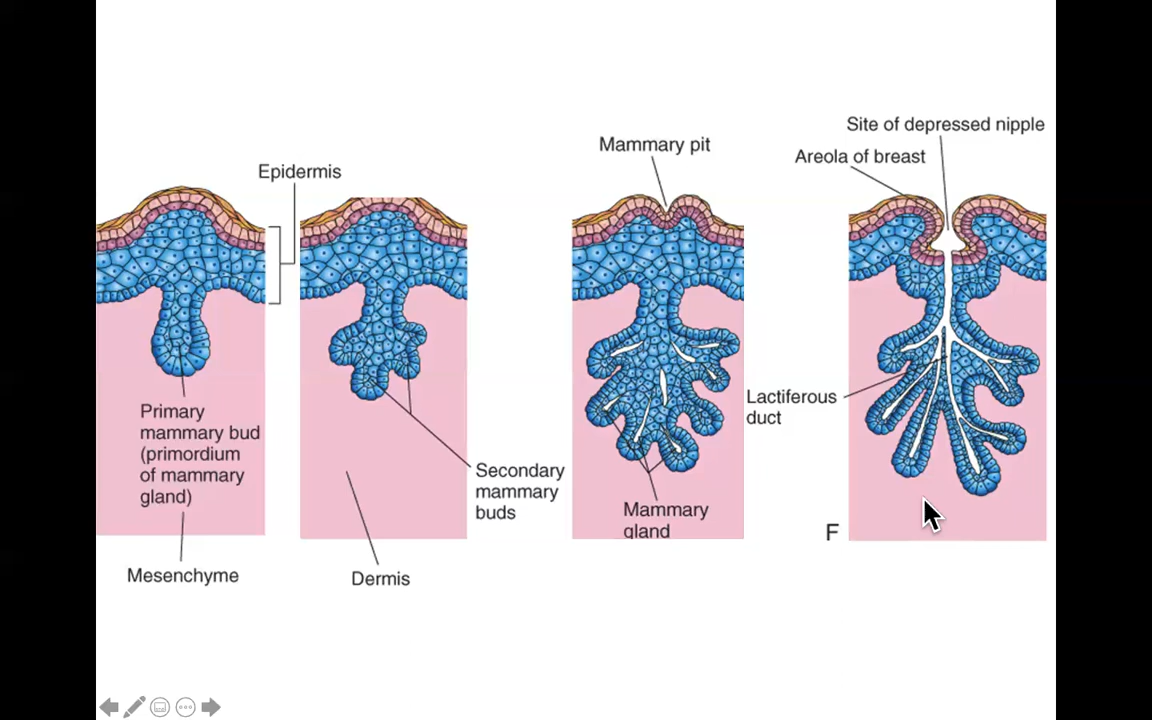 Site of depressed nipple
Mammary pit
Areola of breast
Epidermis
Lactiferous
duct
Primary
mammary bud
(primordium
of mammary
gland)
Secondary
mammary
buds
Mammary
gland
F
Mesenchyme
Dermis